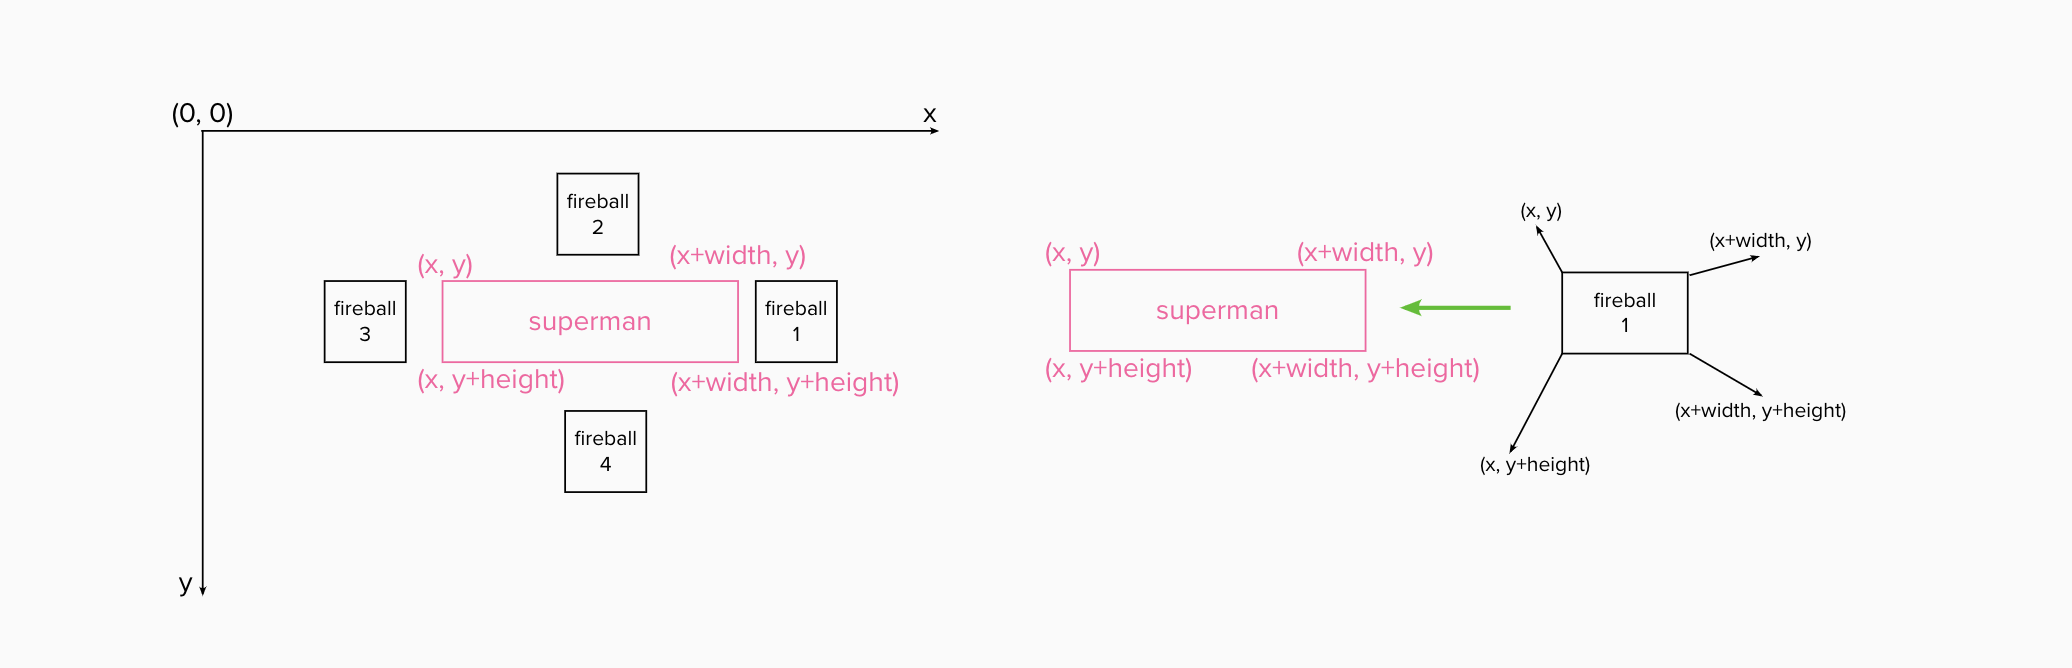 (0, 0)
x
fireball
2
(x, y)
(x+width, y)
fireball
3
superman
fireball
1
(x, y+height)
(x+width, y+height)
fireball
4
y
(x, y)
(x+width, y)
superman
(x, y+height)
(x+width, y+height)
(x, y)
(x+width, y)
fireball
1
(x+width, y+height)
(x, y+height)